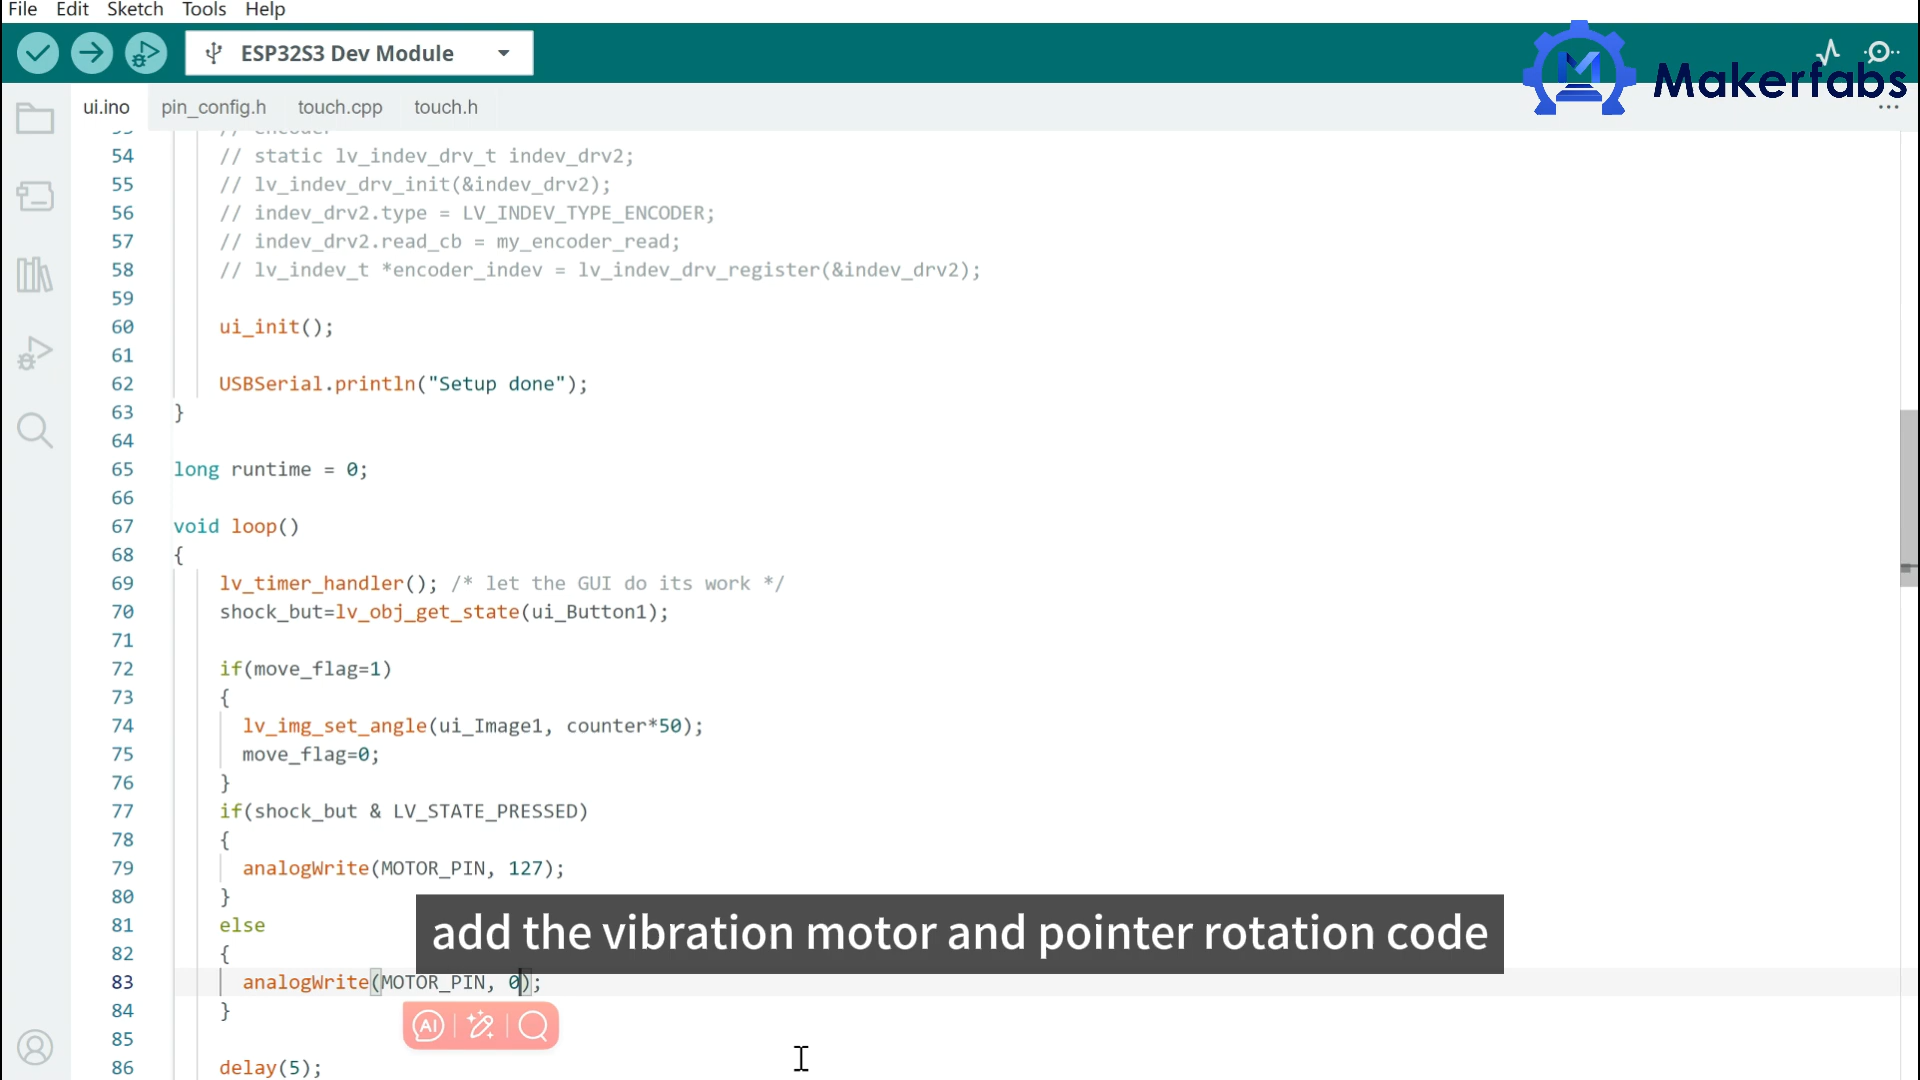 File Edit Sketch Tools Help
ESP32S3 Dev Module
Makerfabs
ui.ino pin_config.h touch.cpp touch.h
// encoder
54 // static lv_indev_drv_t indev_drv2;
55 // lv_indev_drv_init(&indev_drv2);
56 // indev_drv2.type = LV_INDEV_TYPE_ENCODER;
57 // indev_drv2.read_cb = my_encoder_read;
58 // lv_indev_t *encoder_indev = lv_indev_drv_register(&indev_drv2);
59
60 ui_init();
61
62 USBSerial.println("Setup done");
63 }
64
65 long runtime = 0;
66
67 void loop()
68 {
69 lv_timer_handler(); /* let the GUI do its work */
70 shock_but=lv_obj_get_state(ui_Button1);
71
72 if(move_flag=1)
73 {
74 lv_img_set_angle(ui_Image1, counter*50);
75 move_flag=0;
76 }
77 if(shock_but & LV_STATE_PRESSED)
78 {
79 analogWrite(MOTOR_PIN, 127);
80 }
81 else
82 {
83 analogWrite(MOTOR_PIN, 0);
84 }
85
86 delay(5);
add the vibration motor and pointer rotation code
AI